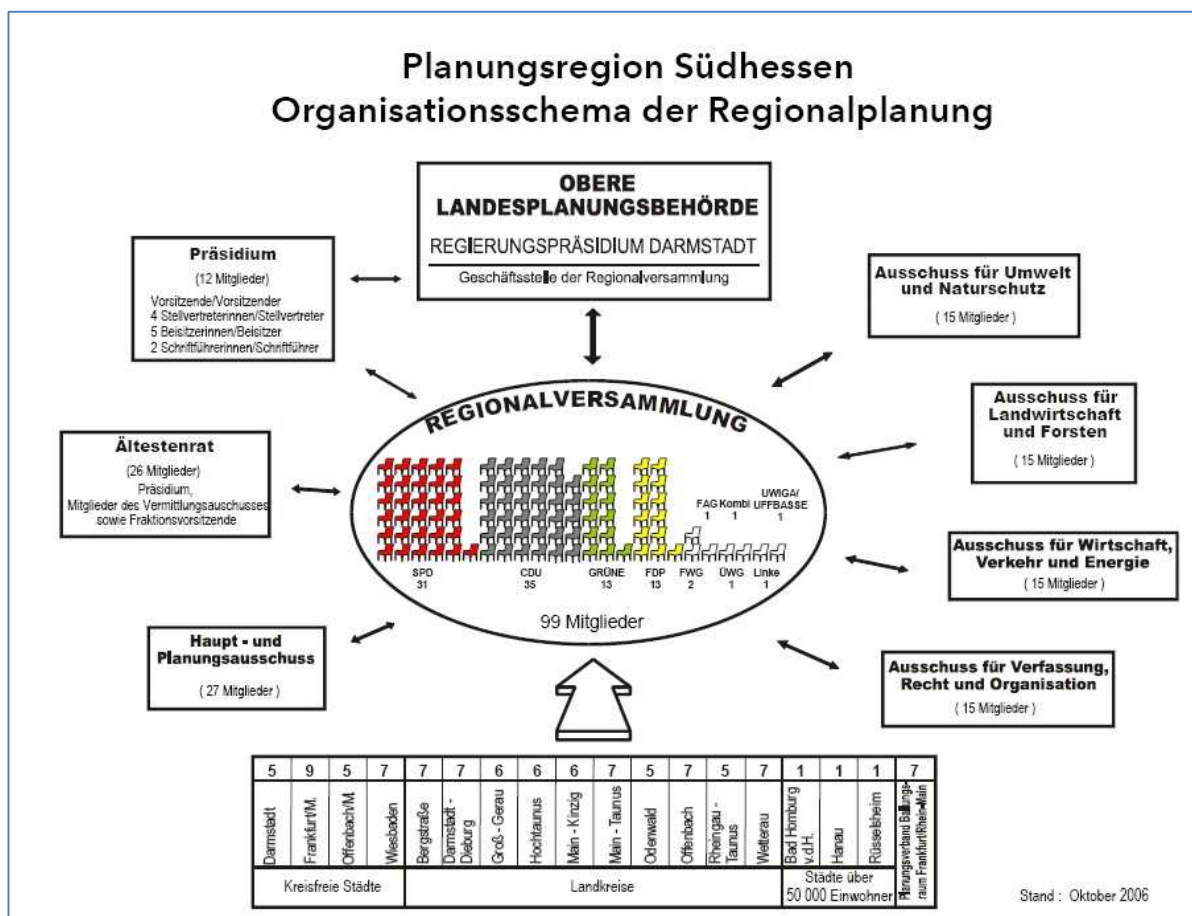 Planungsregion Südhessen
Organisationsschema der Regionalplanung
OBERE
LANDESPLANUNGSBEHÖRDE
REGIERUNGSPRÄSIDIUM DARMSTADT
Geschäftsstelle der Regionalversammlung
Präsidium
(12 Mitglieder)
Vorsitzende/Vorsitzender
4 Stellvertreterinnen/Stellvertreter
5 Beisitzerinnen/Beisitzer
2 Schriftführerinnen/Schriftführer
Ältestenrat
(26 Mitglieder)
Präsidium,
Mitglieder des Vermittlungsauschusses
sowie Fraktionsvorsitzende
Haupt - und
Planungsausschuss
( 27 Mitglieder )
Ausschuss für Umwelt
und Naturschutz
( 15 Mitglieder )
Ausschuss für
Landwirtschaft
und Forsten
( 15 Mitglieder )
Ausschuss für Wirtschaft,
Verkehr und Energie
( 15 Mitglieder )
Ausschuss für Verfassung,
Recht und Organisation
( 15 Mitglieder )
REGIONALVERSAMMLUNG
FAG
1
Kombi
1
UWIGA/
UFFBASSE
1
SPD
31
CDU
35
GRÜNE
13
FDP
13
FWG
2
ÜWG
1
Linke
1
99 Mitglieder
5 9 5 7 7 7 6 6 6 7 5 7 5 7 1 1 1 7
Darmstadt
Frankfurt/M.
Offenbach/M.
Wiesbaden
Bergstraße
Darmstadt -
Dieburg
Groß - Gerau
Hochtaunus
Main - Kinzig
Main - Taunus
Odenwald
Offenbach
Rheingau -
Taunus
Wetterau
Bad Homburg
v.d.H.
Hanau
Rüsselsheim
Planungsverband Ballungs-
raum Frankfurt/Rhein-Main
Kreisfreie Städte
Landkreise
Städte über
50 000 Einwohner
Stand : Oktober 2006